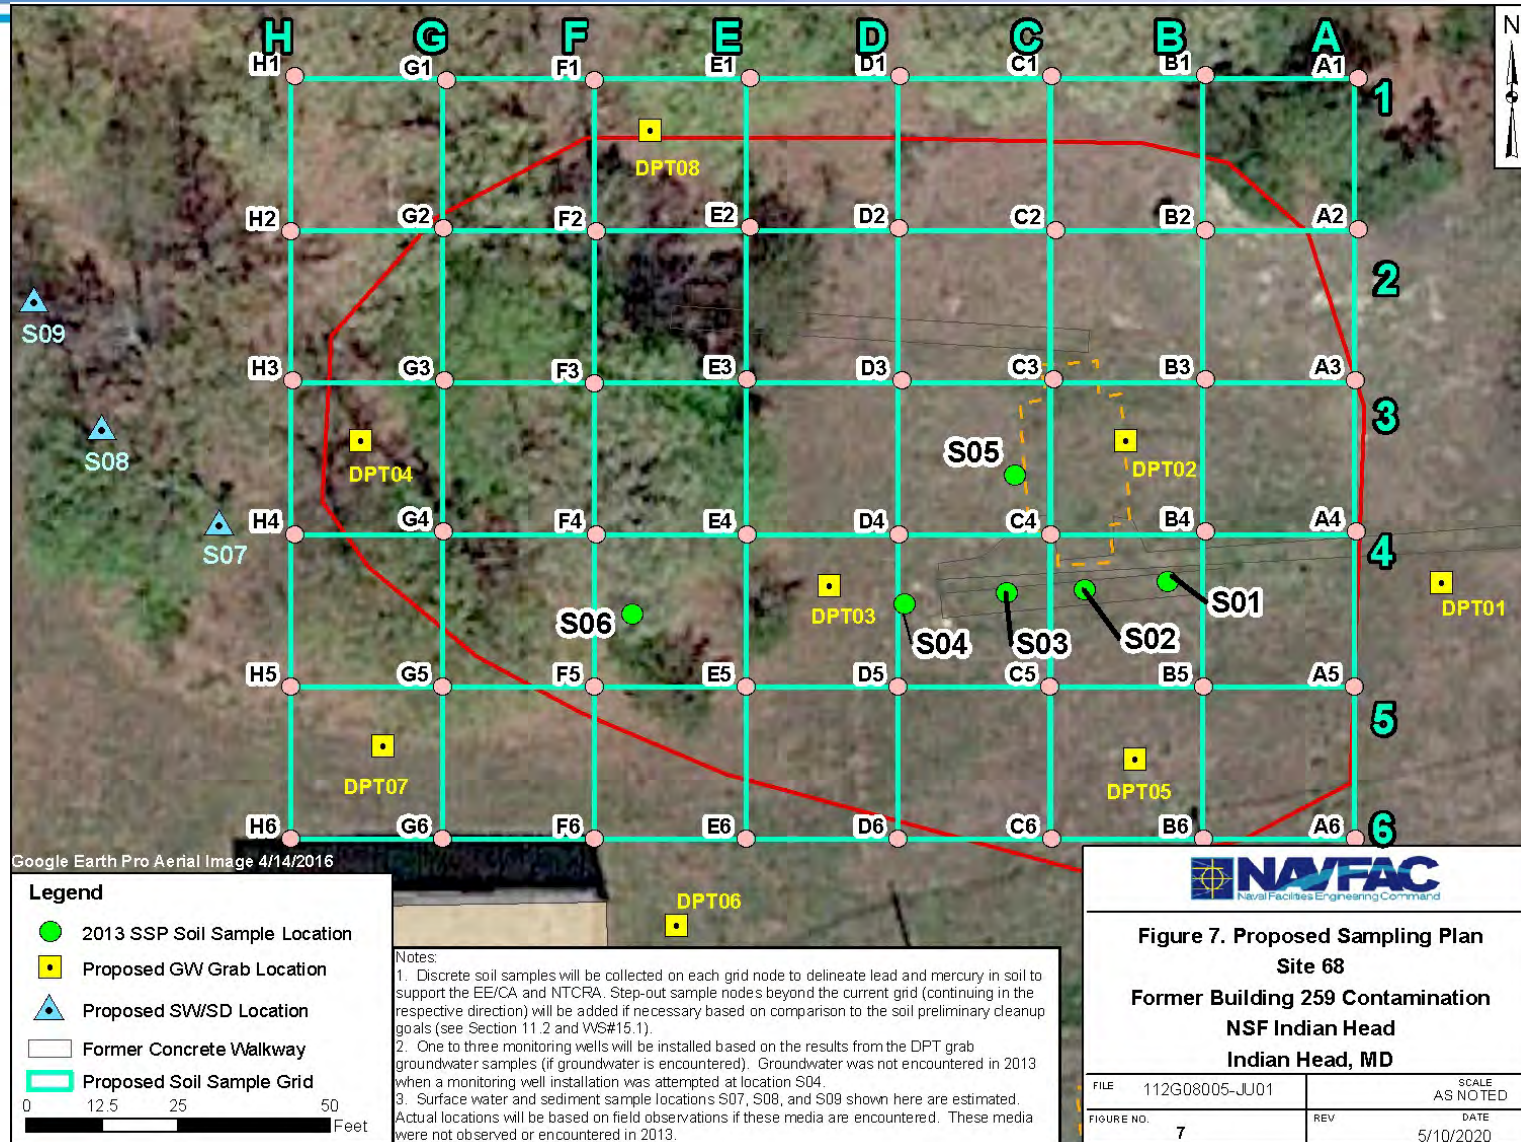 N
H G F E D C B A
H1 G1 F1 E1 D1 C1 B1 A1
1
DPT08
H2 G2 F2 E2 D2 C2 B2 A2
2
S09
H3 G3 F3 E3 D3 C3 B3 A3
3
S08
DPT04
S05
DPT02
H4 G4 F4 E4 D4 C4 B4 A4
4
S07
S06
DPT03
S04
S03
S02
S01
DPT01
H5 G5 F5 E5 D5 C5 B5 A5
5
DPT07
DPT05
H6 G6 F6 E6 D6 C6 B6 A6
6
DPT06
Google Earth Pro Aerial Image 4/14/2016
Legend
2013 SSP Soil Sample Location
Proposed GW Grab Location
Proposed SW/SD Location
Former Concrete Walkway
Proposed Soil Sample Grid
0 12.5 25 50
Feet
Notes:
1. Discrete soil samples will be collected on each grid node to delineate lead and mercury in soil to
support the EE/CA and NTCRA. Step-out sample nodes beyond the current grid (continuing in the
respective direction) will be added if necessary based on comparison to the soil preliminary cleanup
goals (see Section 11.2 and WS#15.1).
2. One to three monitoring wells will be installed based on the results from the DPT grab
groundwater samples (if groundwater is encountered). Groundwater was not encountered in 2013
when a monitoring well installation was attempted at location S04.
3. Surface water and sediment sample locations S07, S08, and S09 shown here are estimated.
Actual locations will be based on field observations if these media are encountered. These media
were not observed or encountered in 2013.
NAVFAC
Naval Facilities Engineering Command
Figure 7. Proposed Sampling Plan
Site 68
Former Building 259 Contamination
NSF Indian Head
Indian Head, MD
FILE 112G08005-JU01
SCALE
AS NOTED
FIGURE NO.
7
REV
DATE
5/10/2020